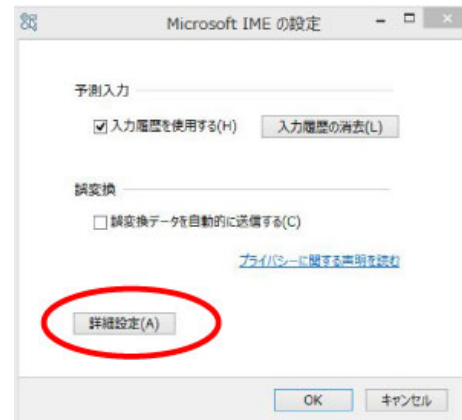 Microsoft IME の設定
予測入力
入力履歴を使用する(H)
入力履歴の消去(L)
誤変換
誤変換データを自動的に送信する(C)
プライバシーに関する声明を読む
詳細設定(A)
OK
キャンセル